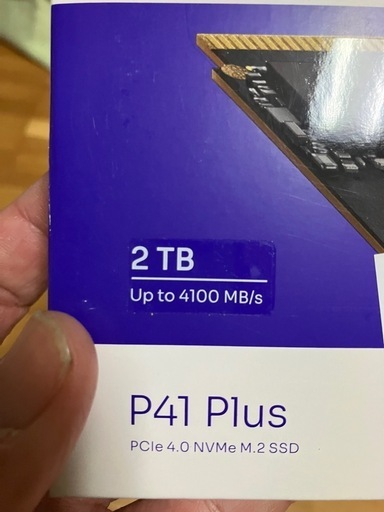 2 TB
Up to 4100 MB/s
P41 Plus
PCIe 4.0 NVMe M.2 SSD